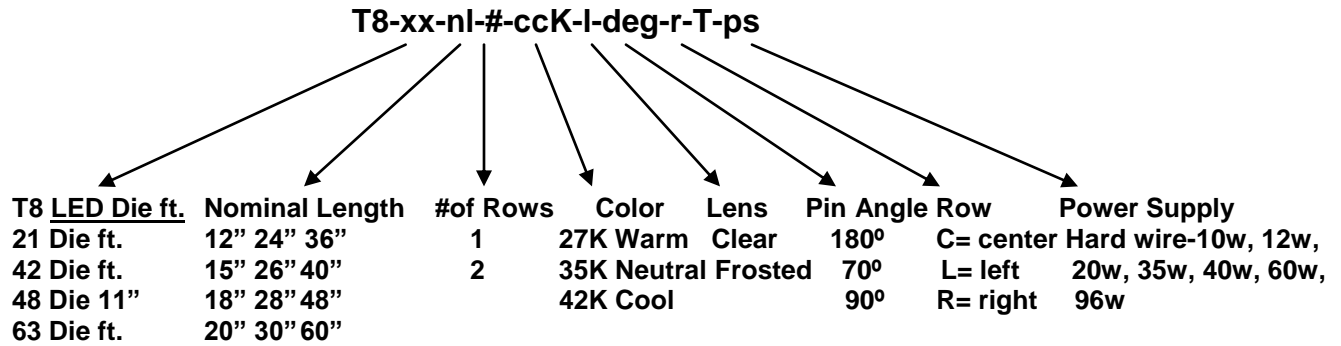 T8-xx-nl-#-ccK-l-deg-r-T-ps
T8 LED Die ft. Nominal Length #of Rows Color Lens Pin Angle Row Power Supply
21 Die ft. 12” 24” 36” 1 27K Warm Clear 180º C= center Hard wire-10w, 12w,
42 Die ft. 15” 26” 40” 2 35K Neutral Frosted 70º L= left 20w, 35w, 40w, 60w,
48 Die 11” 18” 28” 48” 42K Cool 90º R= right 96w
63 Die ft. 20” 30” 60”